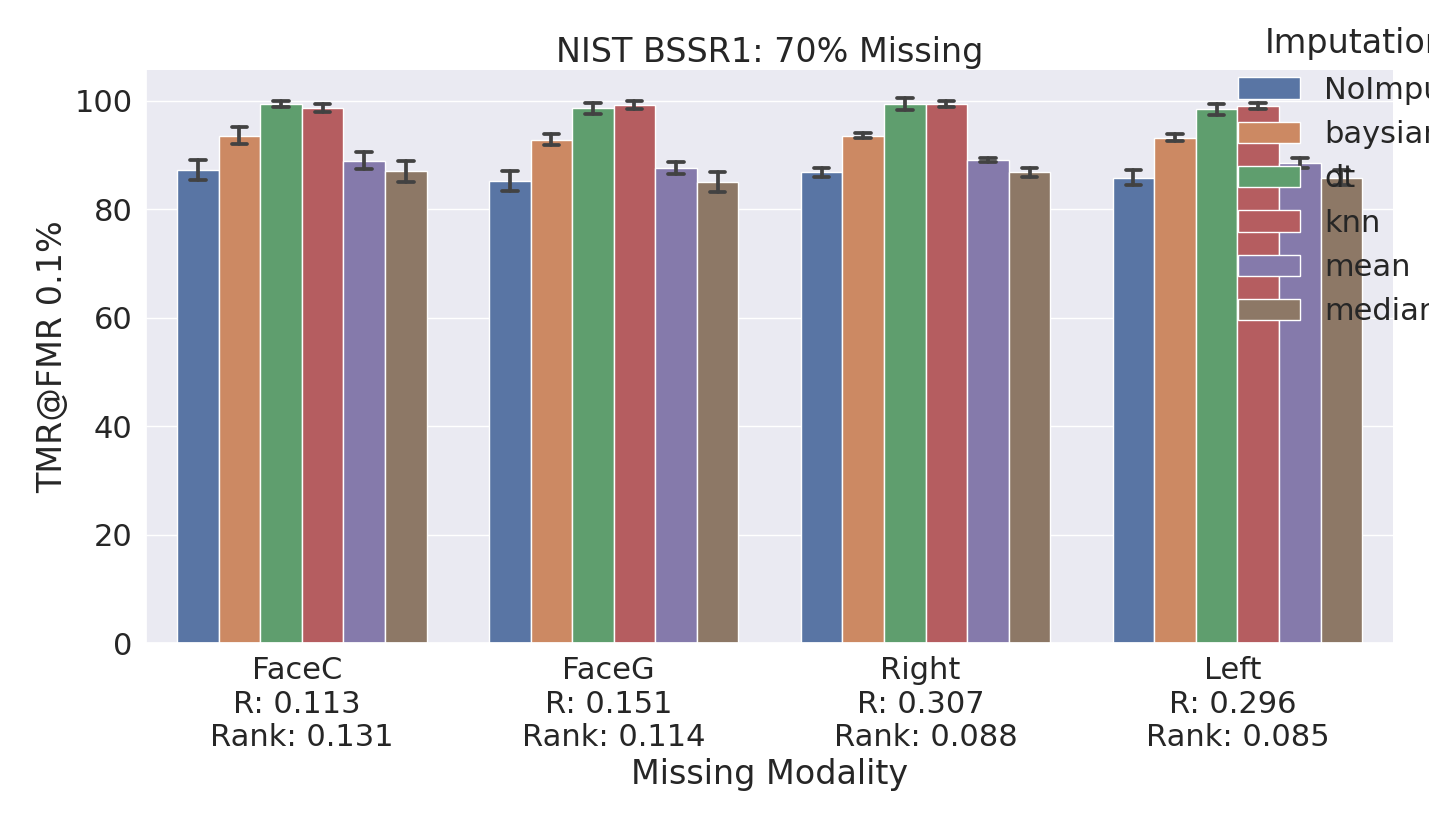 NIST BSSR1: 70% Missing
Imputation
NoImpu
baysian
dt
knn
mean
median
TMR@FMR 0.1%
100
80
60
40
20
0
FaceC FaceG Right Left
R: 0.113 R: 0.151 R: 0.307 R: 0.296
Rank: 0.131 Rank: 0.114 Rank: 0.088 Rank: 0.085
Missing Modality